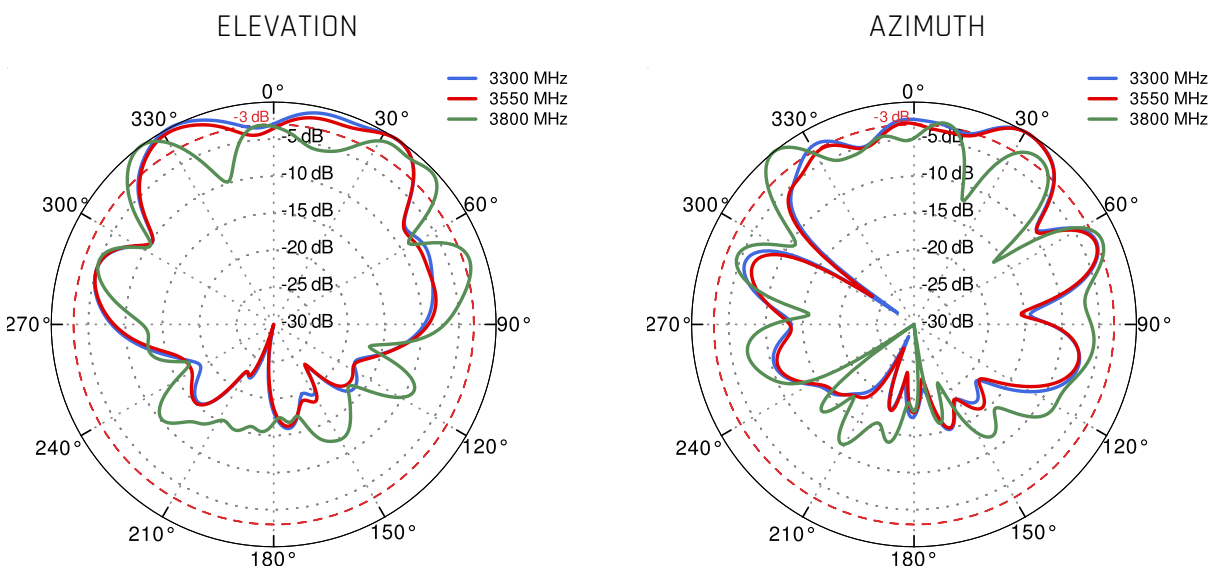 ELEVATION
3300 MHz
3550 MHz
3800 MHz
0°
330°
-3 dB
30°
-5 dB
-10 dB
300°
60°
-15 dB
-20 dB
-25 dB
270°
-30 dB
90°
240°
120°
210°
150°
180°
AZIMUTH
3300 MHz
3550 MHz
3800 MHz
0°
330°
-3 dB
30°
-5dB
-10 dB
300°
60°
-15 dB
-20 dB
-25 dB
270°
-30 dB
90°
240°
120°
210°
150°
180°